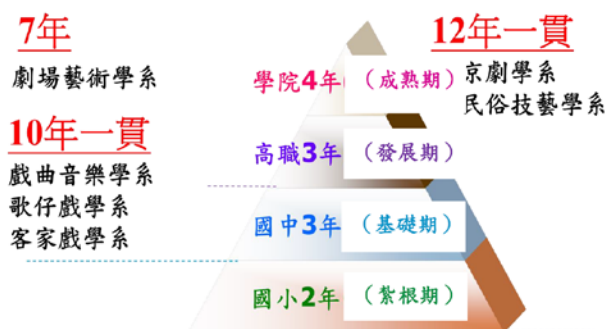 7年
劇場藝術學系
10年一貫
戲曲音樂學系
歌仔戲學系
客家戲學系
12年一貫
京劇學系
民俗技藝學系
學院4年(成熟期)
高職3年(發展期)
國中3年(基礎期)
國小2年(紮根期)